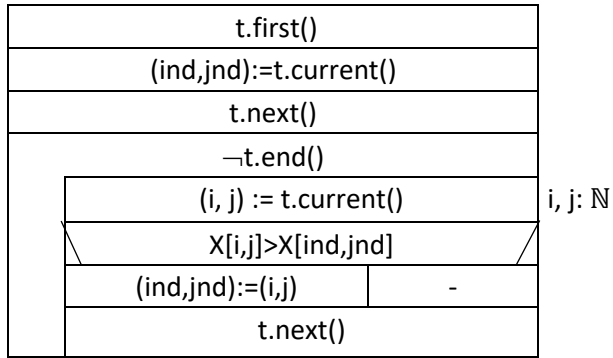 t.first()
(ind,jnd):=t.current()
t.next()
¬t.end()
(i, j) := t.current() i, j: ℕ
X[i,j]>X[ind,jnd]
(ind,jnd):=(i,j) -
t.next()